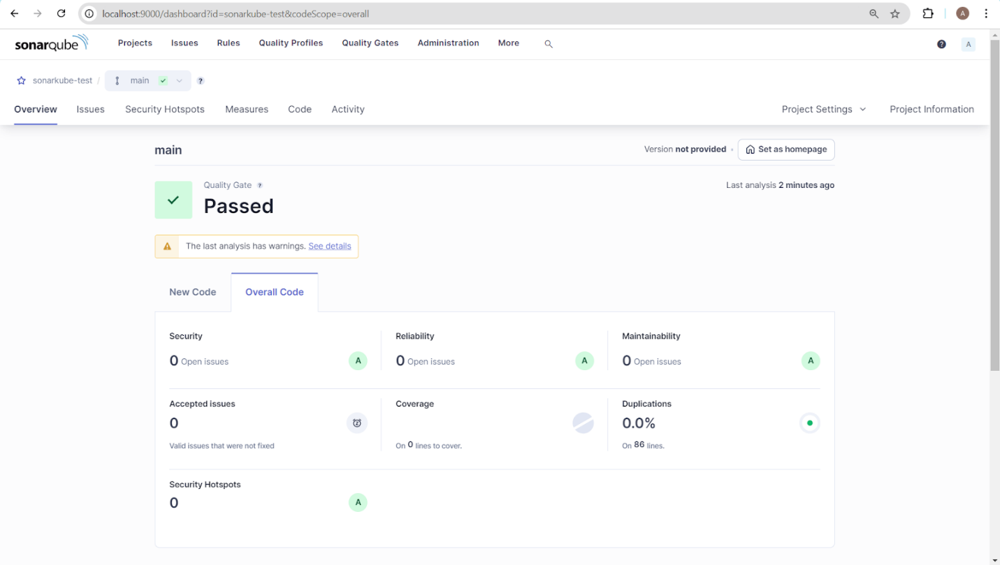 localhost:9000/dashboard?id=sonarkube-test&codeScope=overall
A
sonarqube Projects Issues Rules Quality Profiles Quality Gates Administration More ? A
sonarkube-test / main ?
Overview Issues Security Hotspots Measures Code Activity Project Settings Project Information
main Version not provided • Set as homepage
Quality Gate ? Last analysis 2 minutes ago
Passed
The last analysis has warnings. See details
New Code Overall Code
Security Reliability Maintainability
0 Open issues A 0 Open issues A 0 Open issues A
Accepted issues Coverage Duplications
0 0.0%
Valid issues that were not fixed On 0 lines to cover. On 86 lines.
Security Hotspots
0 A